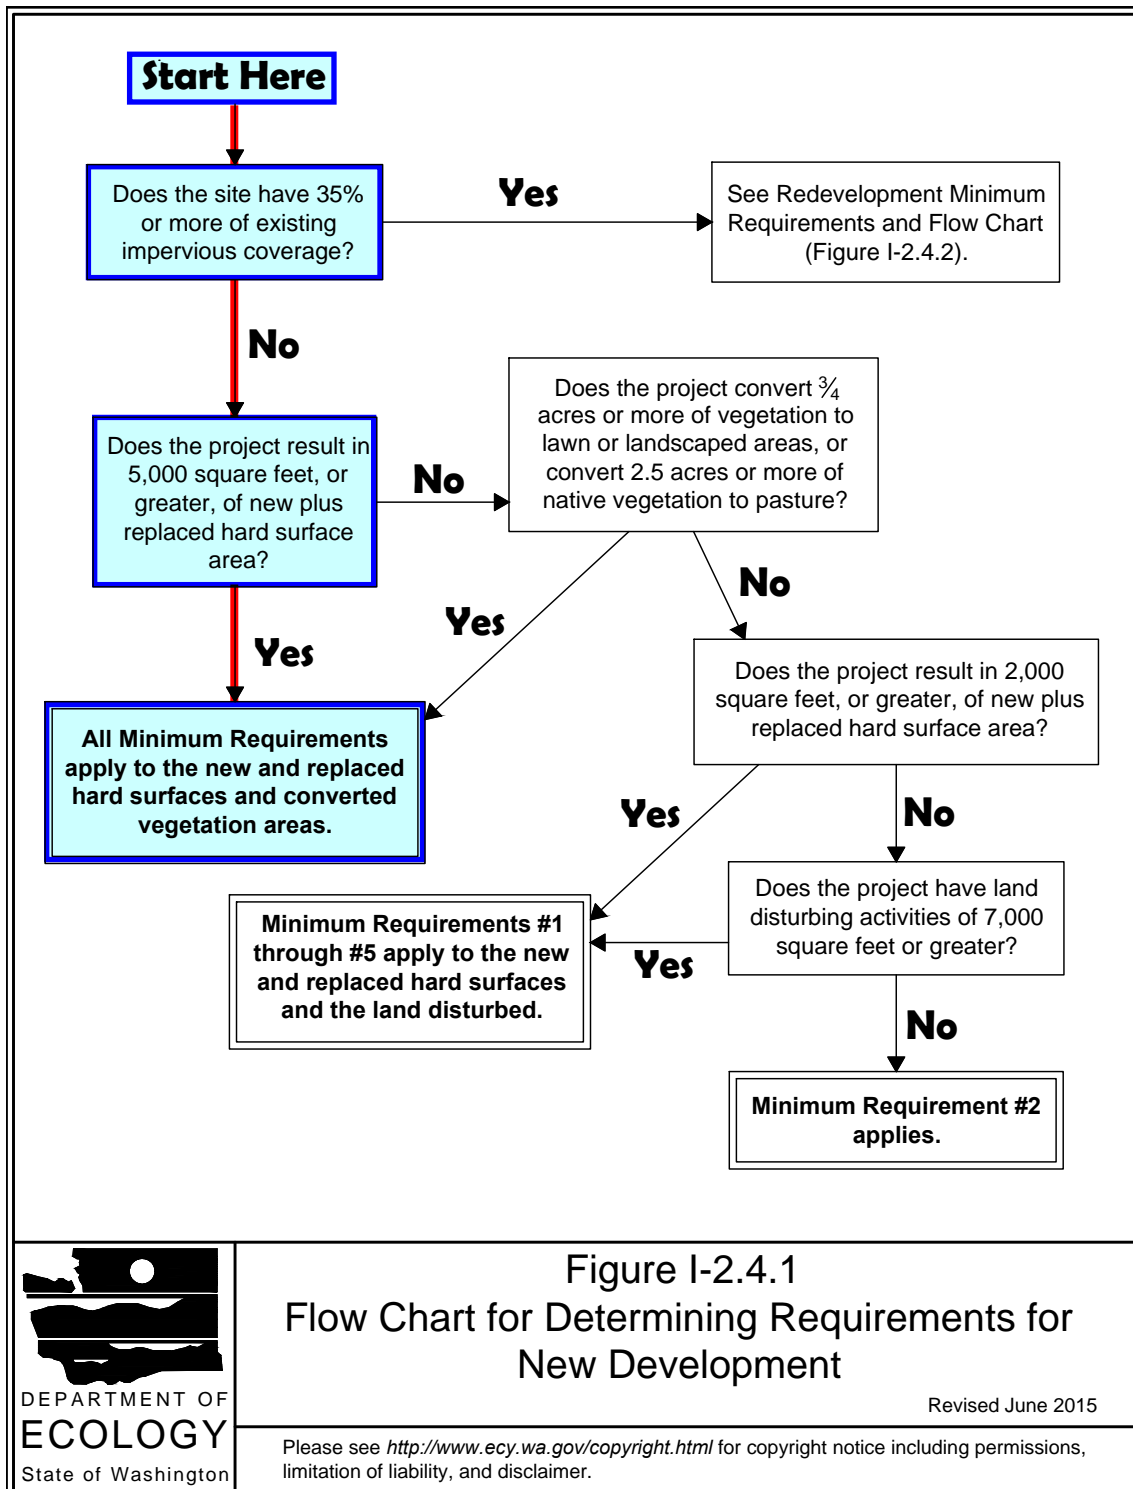 Start Here
Does the site have 35%
or more of existing
impervious coverage?
Yes
See Redevelopment Minimum
Requirements and Flow Chart
(Figure I-2.4.2).
No
Does the project result in
5,000 square feet, or
greater, of new plus
replaced hard surface
area?
No
Does the project convert ¾
acres or more of vegetation to
lawn or landscaped areas, or
convert 2.5 acres or more of
native vegetation to pasture?
Yes
Yes
No
All Minimum Requirements
apply to the new and replaced
hard surfaces and converted
vegetation areas.
Does the project result in 2,000
square feet, or greater, of new plus
replaced hard surface area?
Yes
No
Minimum Requirements #1
through #5 apply to the new
and replaced hard surfaces
and the land disturbed.
Yes
Does the project have land
disturbing activities of 7,000
square feet or greater?
No
Minimum Requirement #2
applies.
DEPARTMENT OF
ECOLOGY
State of Washington
Figure I-2.4.1
Flow Chart for Determining Requirements for
New Development
Revised June 2015
Please see http://www.ecy.wa.gov/copyright.html for copyright notice including permissions,
limitation of liability, and disclaimer.